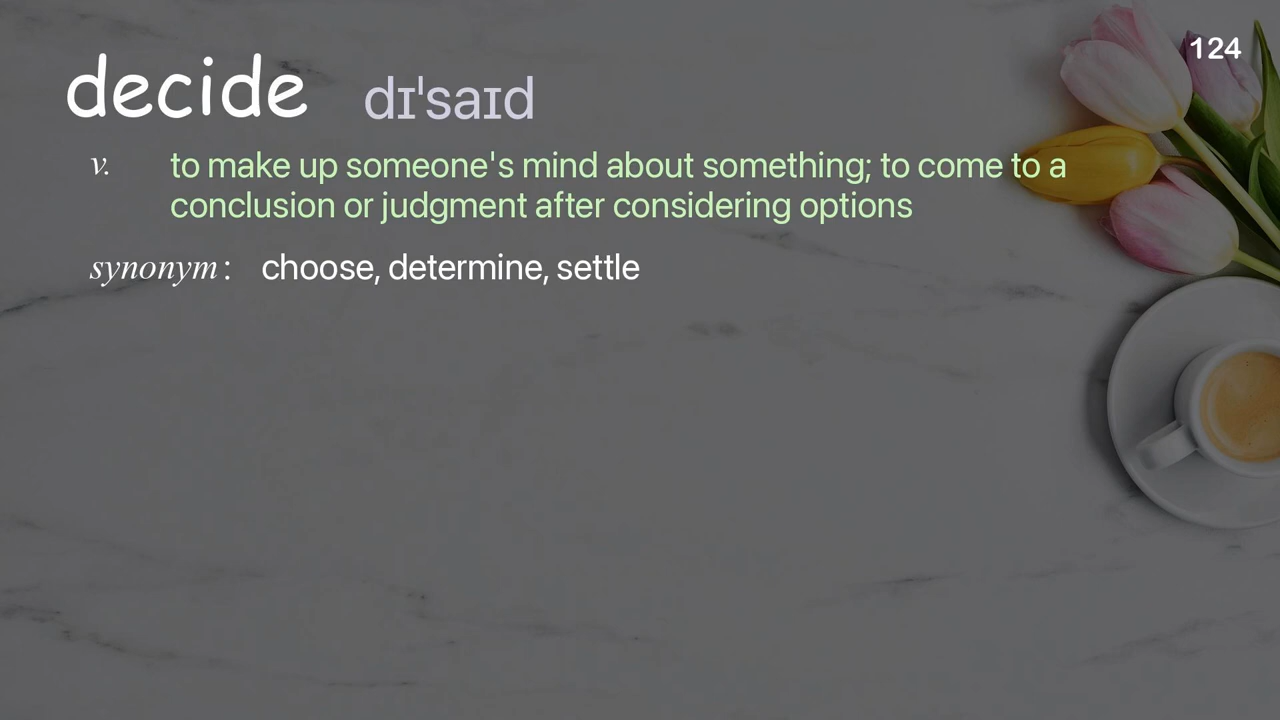 124
decide dɪˈsaɪd
v. to make up someone's mind about something; to come to a
conclusion or judgment after considering options
synonym: choose, determine, settle